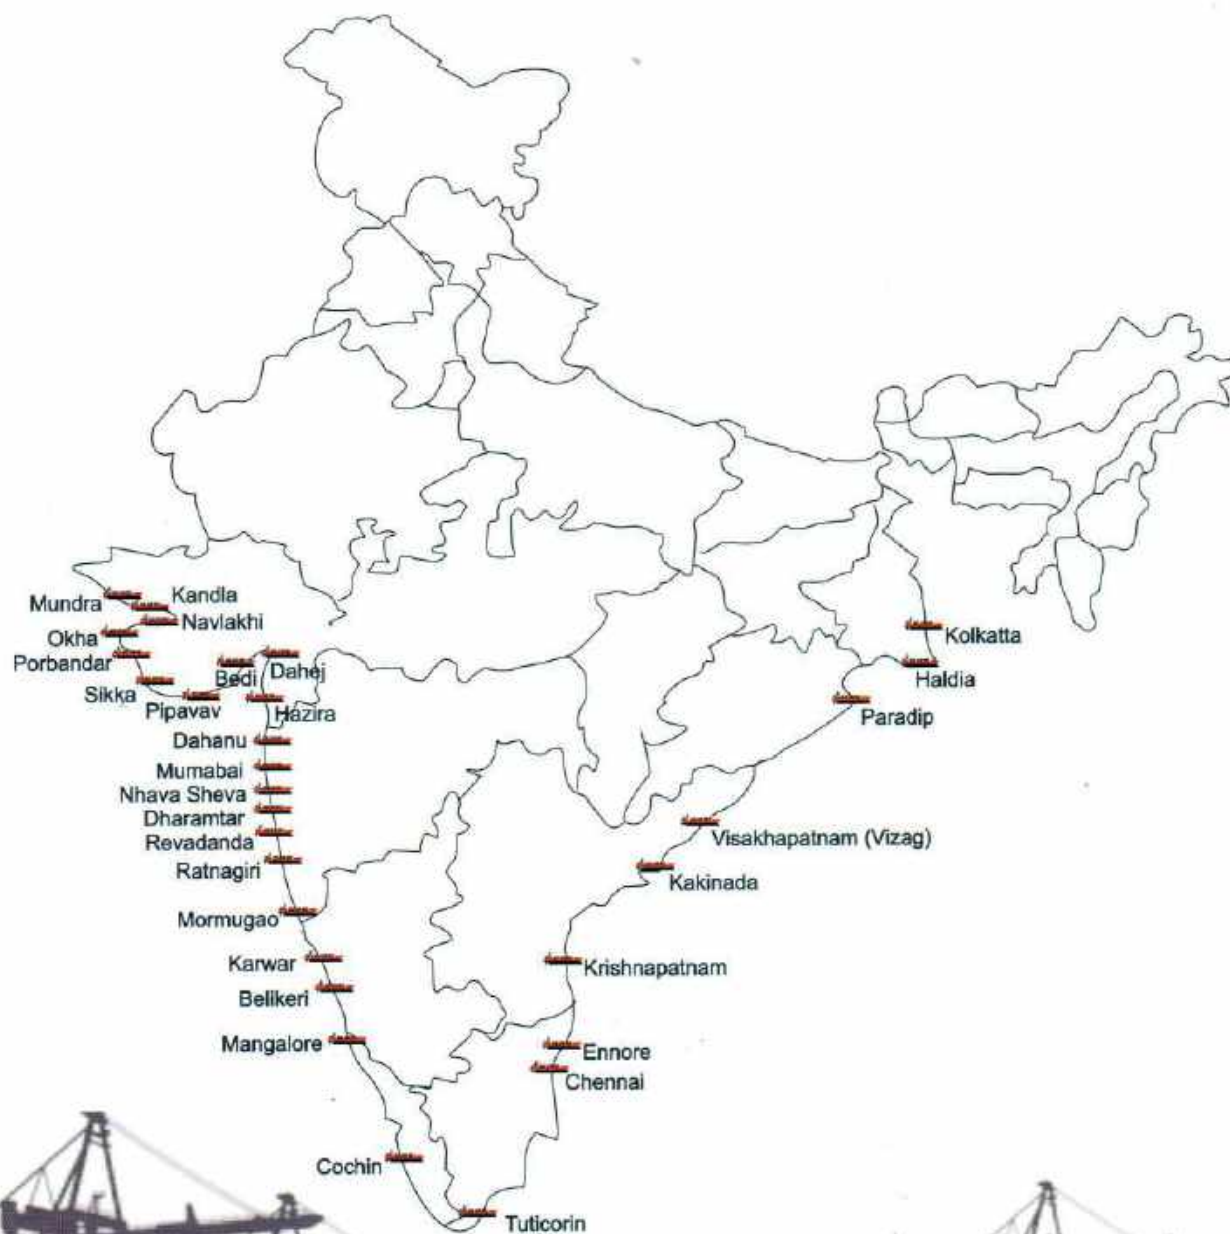 Mundra
Kandla
Navlakhi
Okha
Porbandar
Sikka
Pipavav
Bedi
Dahej
Hazira
Dahanu
Mumabai
Nhava Sheva
Dharamtar
Revadanda
Ratnagiri
Mormugao
Karwar
Belikeri
Mangalore
Cochin
Tuticorin
Chennai
Ennore
Krishnapatnam
Kakinada
Visakhapatnam (Vizag)
Paradip
Haldia
Kolkatta